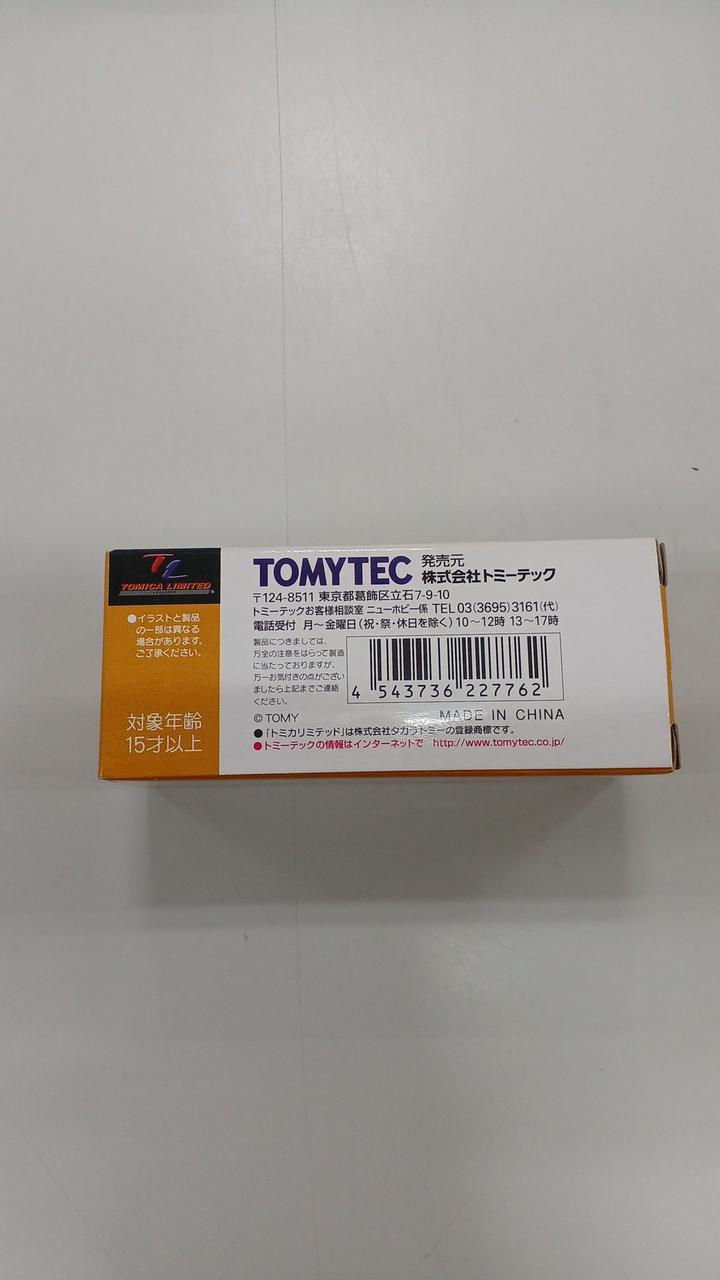 TOMICA LIMITED
●イラストと製品
の一部は異なる
場合があります。
ご了承ください。
対象年齢
15才以上
TOMYTEC 発売元
株式会社トミーテック
〒124-8511 東京都葛飾区立石7-9-10
トミーテックお客様相談室 ニューホビー係 TEL 03(3695)3161(代)
電話受付 月～金曜日(祝・祭・休日を除く)10～12時 13～17時
製品につきましては、
万全の注意をはらって製造
に当たっておりますが、
万一お気付きの点がござい
ましたら上記までご連絡
ください。
4 543736 227762
© TOMY MADE IN CHINA
●「トミカリミテッド」は株式会社タカラトミーの登録商標です。
●トミーテックの情報はインターネットで http://www.tomytec.co.jp/